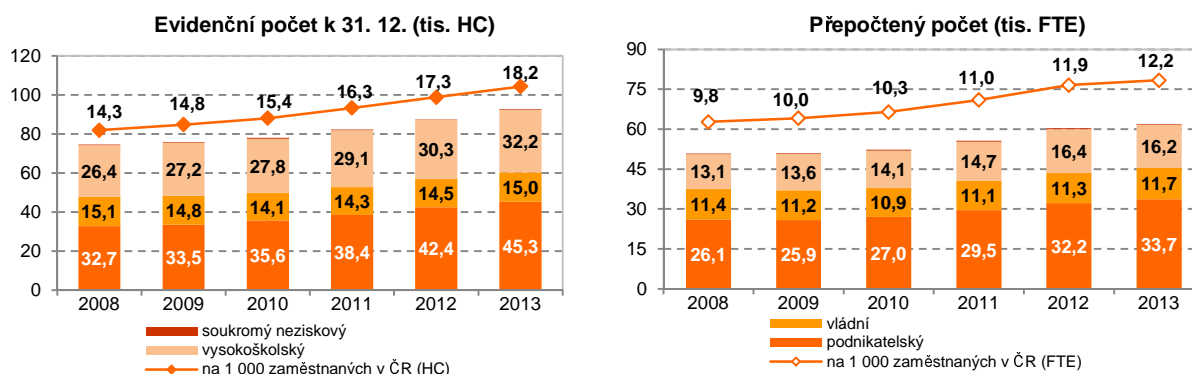 Evidenční počet k 31. 12. (tis. HC)
120
100
80
60
40
20
0
14,3 14,8 15,4 16,3 17,3 18,2
26,4 27,2 27,8 29,1 30,3 32,2
15,1 14,8 14,1 14,3 14,5 15,0
32,7 33,5 35,6 38,4 42,4 45,3
2008 2009 2010 2011 2012 2013
soukromý neziskový
vysokoškolský
na 1 000 zaměstnaných v ČR (HC)
Přepočtený počet (tis. FTE)
90
75
60
45
30
15
0
9,8 10,0 10,3 11,0 11,9 12,2
13,1 13,6 14,1 14,7 16,4 16,2
11,4 11,2 10,9 11,1 11,3 11,7
26,1 25,9 27,0 29,5 32,2 33,7
2008 2009 2010 2011 2012 2013
vládní
podnikatelský
na 1 000 zaměstnaných v ČR (FTE)